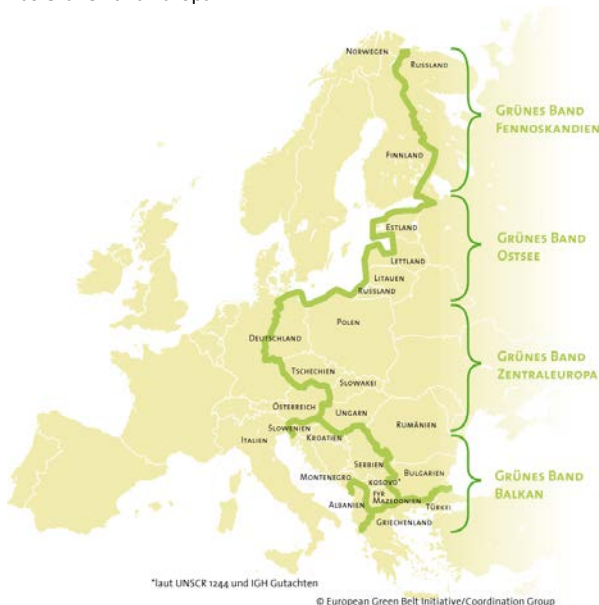 NORWEGEN
RUSSLAND
GRÜNES BAND
FENNOSKANDIEN
FINNLAND
ESTLAND
GRÜNES BAND
OSTSEE
LETTLAND
LITAUEN
RUSSLAND
POLEN
DEUTSCHLAND
GRÜNES BAND
ZENTRALEUROPA
TSCHECHIEN
SLOWAKEI
ÖSTERREICH
UNGARN
SLOWENIEN
RUMÄNIEN
ITALIEN
KROATIEN
SERBIEN
BULGARIEN
MONTENEGRO
KOSOVO*
GRÜNES BAND
BALKAN
FYR
MAZEDONIEN
ALBANIEN
TÜRKEI
GRIECHENLAND
*laut UNSCR 1244 und IGH Gutachten
© European Green Belt Initiative/Coordination Group